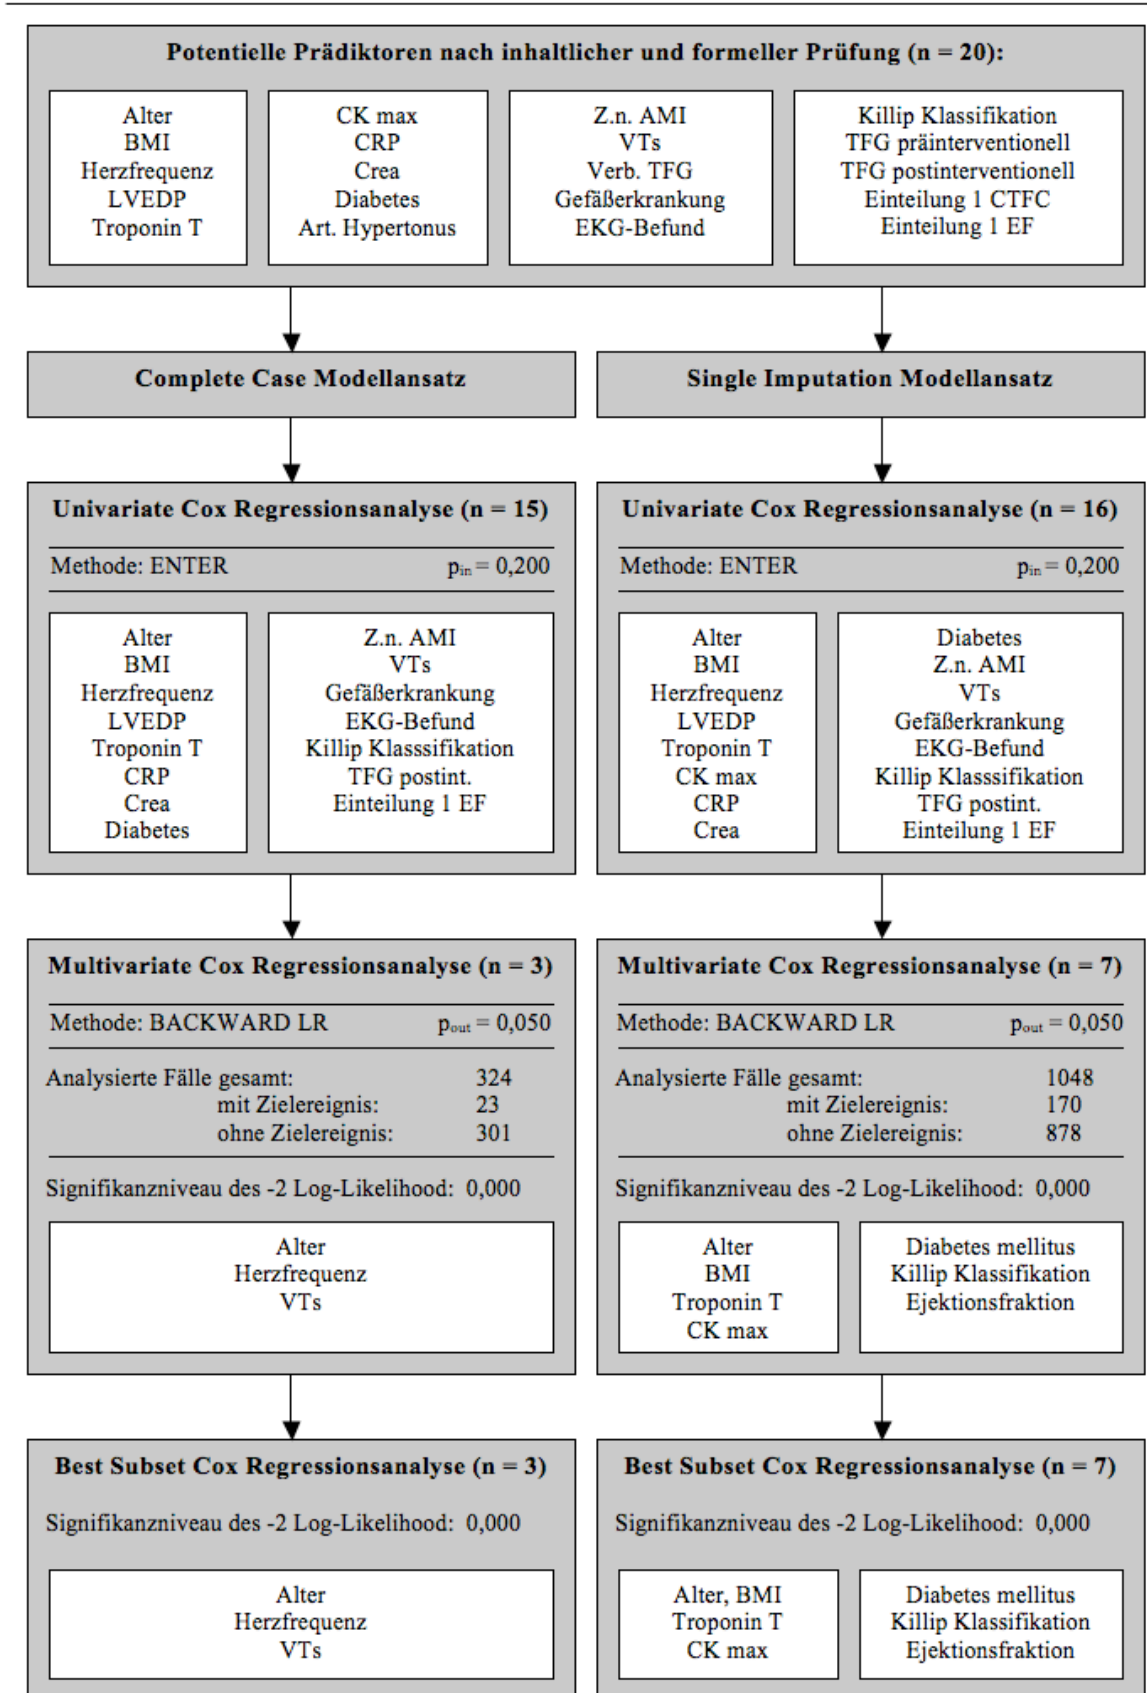 Potentielle Prädiktoren nach inhaltlicher und formeller Prüfung (n = 20):
Alter
BMI
Herzfrequenz
LVEDP
Troponin T
CK max
CRP
Crea
Diabetes
Art. Hypertonus
Z.n. AMI
VTs
Verb. TFG
Gefäßerkrankung
EKG-Befund
Killip Klassifikation
TFG präinterventionell
TFG postinterventionell
Einteilung 1 CTFC
Einteilung 1 EF
Complete Case Modellansatz
Single Imputation Modellansatz
Univariate Cox Regressionsanalyse (n = 15)
Methode: ENTER pin = 0,200
Alter
BMI
Herzfrequenz
LVEDP
Troponin T
CRP
Crea
Diabetes
Z.n. AMI
VTs
Gefäßerkrankung
EKG-Befund
Killip Klasssifikation
TFG postint.
Einteilung 1 EF
Univariate Cox Regressionsanalyse (n = 16)
Methode: ENTER pin = 0,200
Alter
BMI
Herzfrequenz
LVEDP
Troponin T
CK max
CRP
Crea
Diabetes
Z.n. AMI
VTs
Gefäßerkrankung
EKG-Befund
Killip Klasssifikation
TFG postint.
Einteilung 1 EF
Multivariate Cox Regressionsanalyse (n = 3)
Methode: BACKWARD LR pout = 0,050
Analysierte Fälle gesamt: 324
mit Zielereignis: 23
ohne Zielereignis: 301
Signifikanzniveau des -2 Log-Likelihood: 0,000
Alter
Herzfrequenz
VTs
Multivariate Cox Regressionsanalyse (n = 7)
Methode: BACKWARD LR pout = 0,050
Analysierte Fälle gesamt: 1048
mit Zielereignis: 170
ohne Zielereignis: 878
Signifikanzniveau des -2 Log-Likelihood: 0,000
Alter
BMI
Troponin T
CK max
Diabetes mellitus
Killip Klassifikation
Ejektionsfraktion
Best Subset Cox Regressionsanalyse (n = 3)
Signifikanzniveau des -2 Log-Likelihood: 0,000
Alter
Herzfrequenz
VTs
Best Subset Cox Regressionsanalyse (n = 7)
Signifikanzniveau des -2 Log-Likelihood: 0,000
Alter, BMI
Troponin T
CK max
Diabetes mellitus
Killip Klassifikation
Ejektionsfraktion